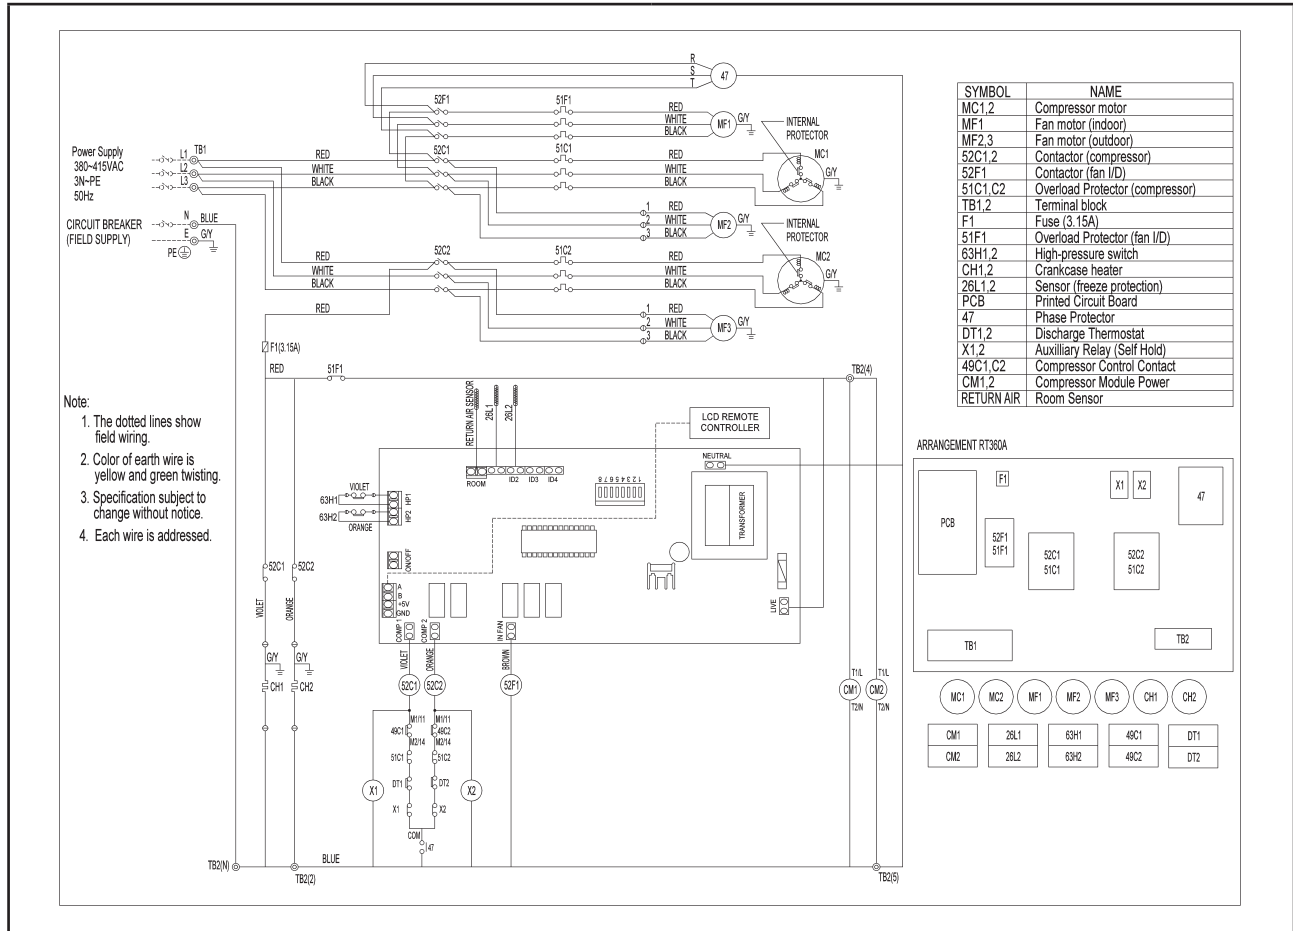 R
S
T
47
52F1
51F1
RED
WHITE
BLACK
MF1
G/Y
INTERNAL
PROTECTOR
MC1
G/Y
Power Supply
380~415VAC
3N~PE
50Hz
L1
TB1
L2
L3
RED
WHITE
BLACK
52C1
51C1
RED
WHITE
BLACK
CIRCUIT BREAKER
(FIELD SUPPLY)
N
BLUE
E
G/Y
PE
1
RED
2
WHITE
3
BLACK
MF2
G/Y
INTERNAL
PROTECTOR
MC2
G/Y
RED
WHITE
BLACK
52C2
51C2
RED
WHITE
BLACK
RED
1
RED
2
WHITE
3
BLACK
MF3
G/Y
F1(3.15A)
RED
51F1
TB2(4)
Note:
1. The dotted lines show
field wiring.
2. Color of earth wire is
yellow and green twisting.
3. Specification subject to
change without notice.
4. Each wire is addressed.
RETURN AIR SENSOR
26L1
26L2
LCD REMOTE
CONTROLLER
NEUTRAL
ROOM
ID2
ID3
ID4
1 2 3 4 5 6 7 8
TRANSFORMER
63H1
VIOLET
HP1
63H2
ORANGE
HP2
ON/OFF
A
B
+5V
GND
COMP 1
COMP 2
IN FAN
LIVE
52C1
52C2
VIOLET
ORANGE
G/Y
G/Y
CH1
CH2
VIOLET
ORANGE
BROWN
52C1
52C2
52F1
M1/11
M1/11
49C1
49C2
M2/14
M2/14
51C1
51C2
DT1
DT2
X1
X2
X1
X2
COM
47
T1/L
T1/L
CM1
CM2
T2/N
T2/N
TB2(N)
BLUE
TB2(2)
TB2(5)
SYMBOL NAME
MC1,2 Compressor motor
MF1 Fan motor (indoor)
MF2,3 Fan motor (outdoor)
52C1,2 Contactor (compressor)
52F1 Contactor (fan I/D)
51C1,C2 Overload Protector (compressor)
TB1,2 Terminal block
F1 Fuse (3.15A)
51F1 Overload Protector (fan I/D)
63H1,2 High-pressure switch
CH1,2 Crankcase heater
26L1,2 Sensor (freeze protection)
PCB Printed Circuit Board
47 Phase Protector
DT1,2 Discharge Thermostat
X1,2 Auxilliary Relay (Self Hold)
49C1,C2 Compressor Control Contact
CM1,2 Compressor Module Power
RETURN AIR Room Sensor
ARRANGEMENT RT360A
PCB
F1
X1
X2
47
52F1
51F1
52C1
51C1
52C2
51C2
TB1
TB2
MC1
MC2
MF1
MF2
MF3
CH1
CH2
CM1 26L1 63H1 49C1 DT1
CM2 26L2 63H2 49C2 DT2